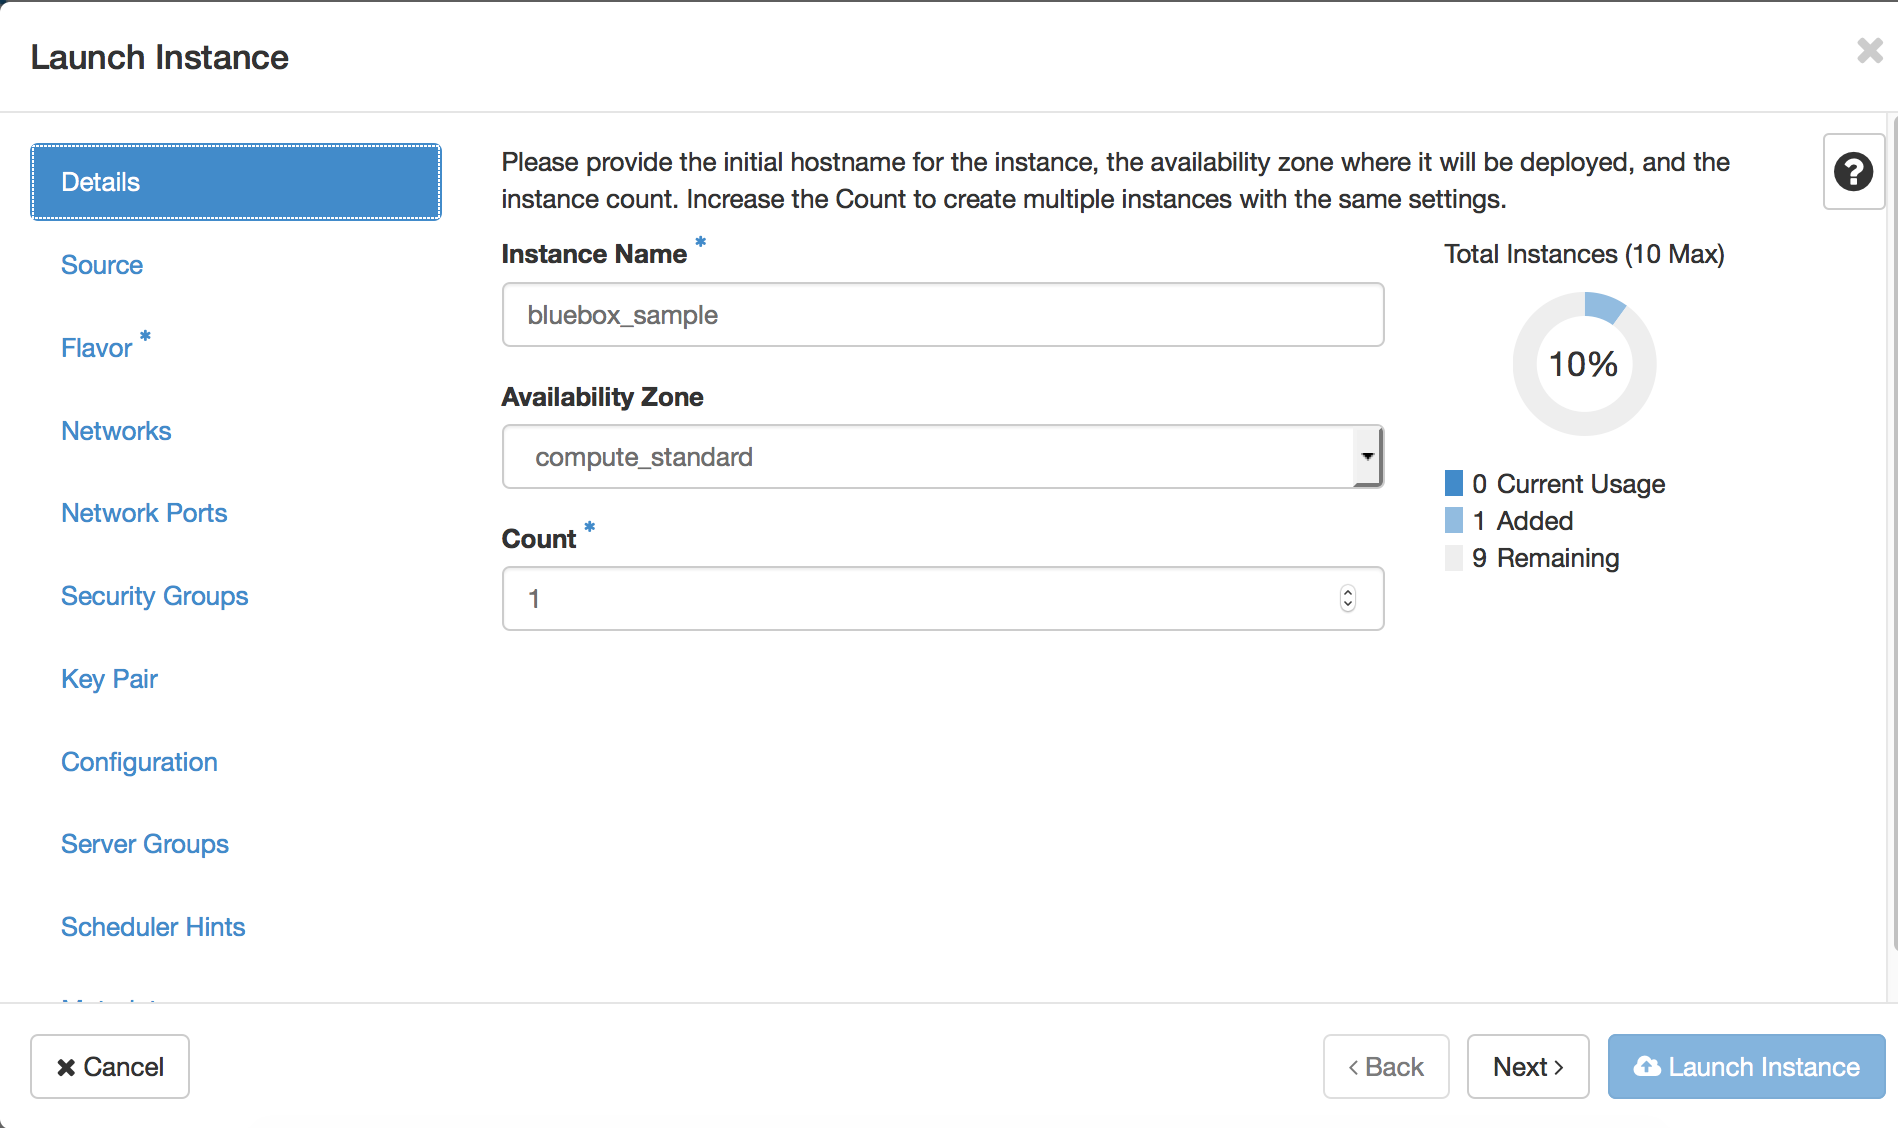 Launch Instance
Details
Source
Flavor *
Networks
Network Ports
Security Groups
Key Pair
Configuration
Server Groups
Scheduler Hints
Please provide the initial hostname for the instance, the availability zone where it will be deployed, and the
instance count. Increase the Count to create multiple instances with the same settings.
Instance Name *
bluebox_sample
Availability Zone
compute_standard
Count *
1
Total Instances (10 Max)
10%
0 Current Usage
1 Added
9 Remaining
Cancel
Back
Next
Launch Instance